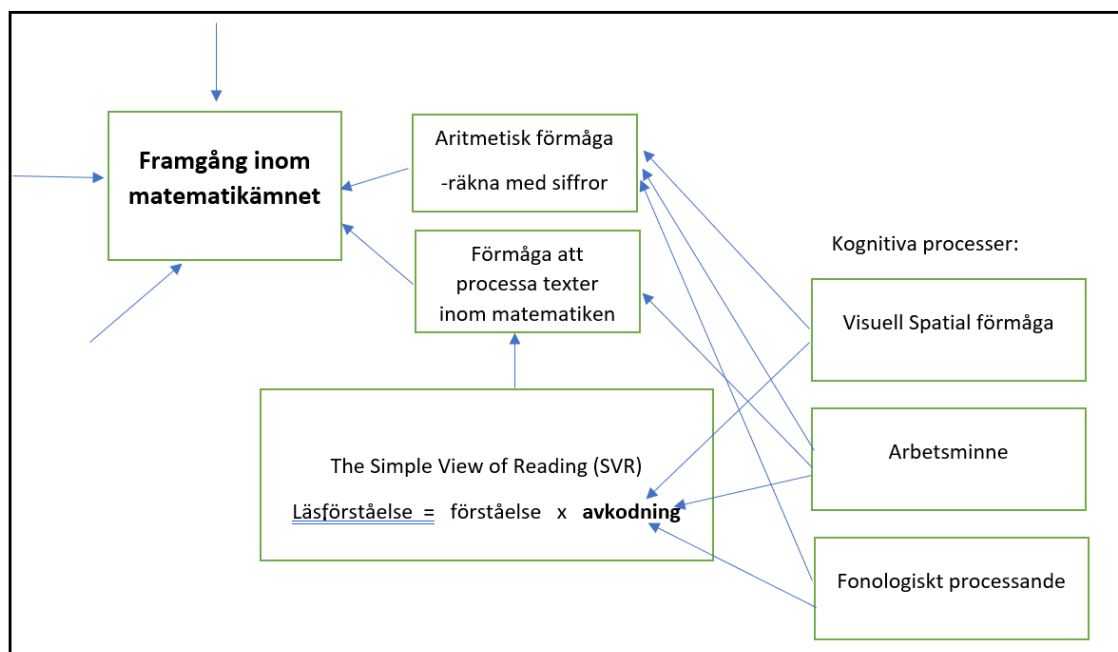 Framgång inom
matematikämnet
Aritmetisk förmåga
-räkna med siffror
Förmåga att
processa texter
inom matematiken
The Simple View of Reading (SVR)
Läsförståelse = förståelse x avkodning
Kognitiva processer:
Visuell Spatial förmåga
Arbetsminne
Fonologiskt processande